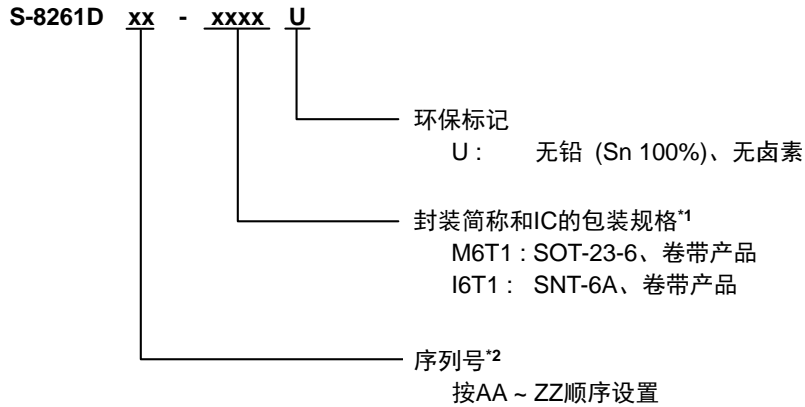 S-8261D xx - xxxx U
环保标记
U : 无铅 (Sn 100%)、无卤素
封装简称和IC的包装规格*1
M6T1 : SOT-23-6、卷带产品
I6T1 : SNT-6A、卷带产品
序列号*2
按AA ~ ZZ顺序设置